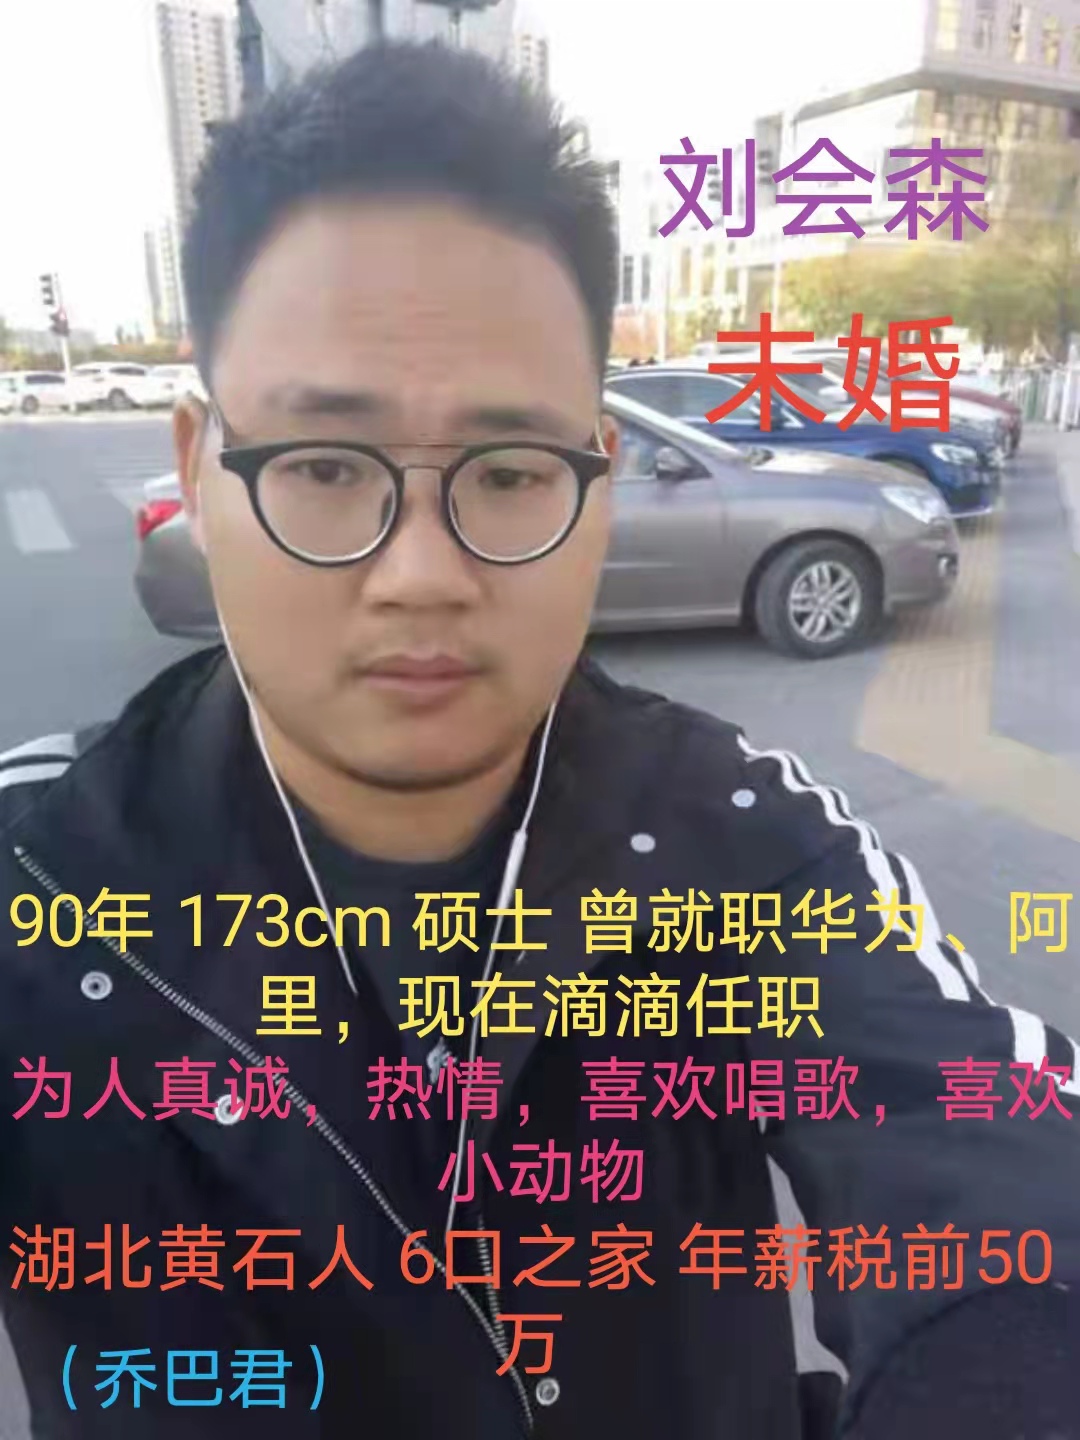 刘会森
未婚
90年 173cm 硕士 曾就职华为、阿
里，现在滴滴任职
为人真诚，热情，喜欢唱歌，喜欢
小动物
湖北黄石人 6口之家 年薪税前50
万
（乔巴君）